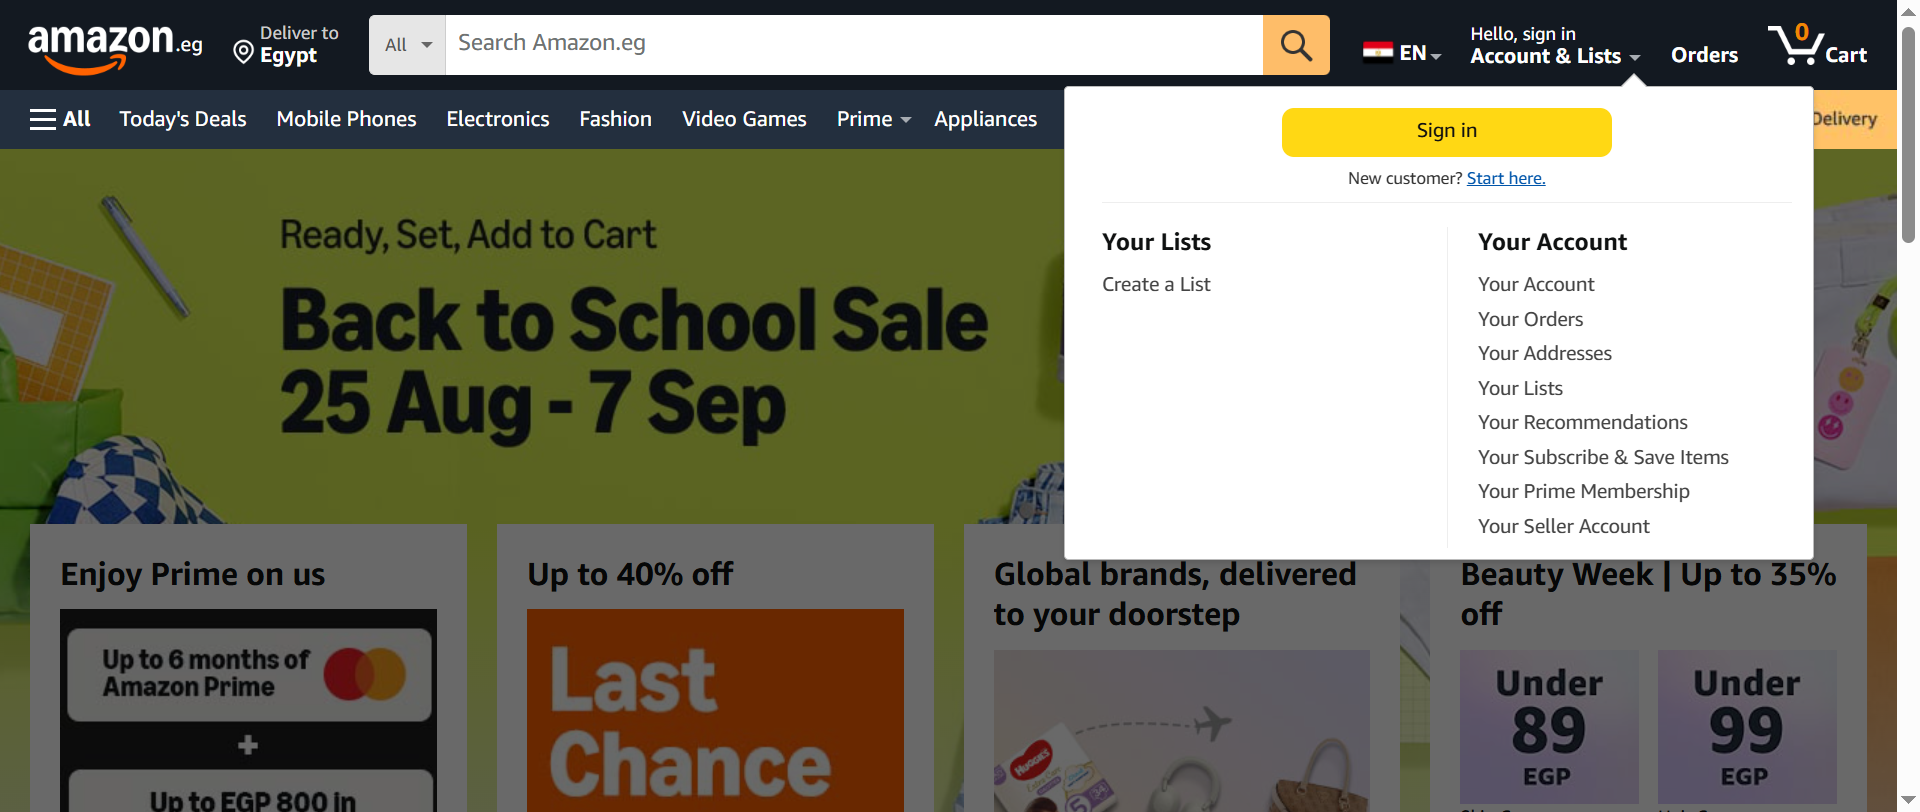 amazon.eg
Deliver to
Egypt
All
Search Amazon.eg
EN
Hello, sign in
Account & Lists
Orders
0
Cart
All
Today's Deals
Mobile Phones
Electronics
Fashion
Video Games
Prime
Appliances
Delivery
Sign in
New customer? Start here.
Your Lists
Create a List
Your Account
Your Account
Your Orders
Your Addresses
Your Lists
Your Recommendations
Your Subscribe & Save Items
Your Prime Membership
Your Seller Account
Ready, Set, Add to Cart
Back to School Sale
25 Aug - 7 Sep
Enjoy Prime on us
Up to 6 months of
Amazon Prime
+
Up to EGP 800 in
Up to 40% off
Last
Chance
Global brands, delivered
to your doorstep
HUGGIES
Extra Care
5
Beauty Week | Up to 35%
off
Under
89
EGP
Under
99
EGP